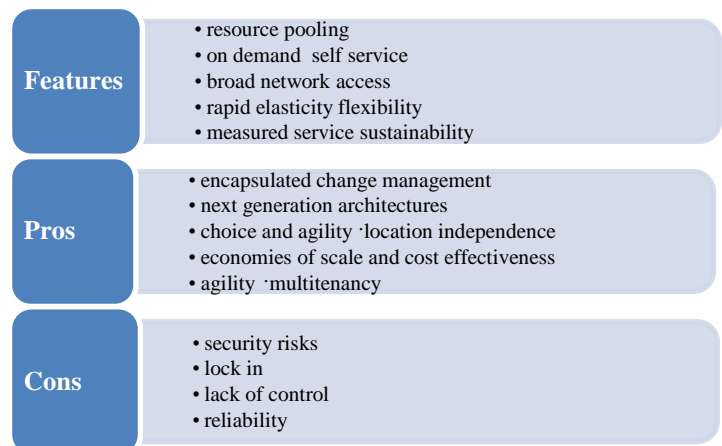 Features
• resource pooling
• on demand self service
• broad network access
• rapid elasticity flexibility
• measured service sustainability
Pros
• encapsulated change management
• next generation architectures
• choice and agility ·location independence
• economies of scale and cost effectiveness
• agility ·multitenancy
Cons
• security risks
• lock in
• lack of control
• reliability